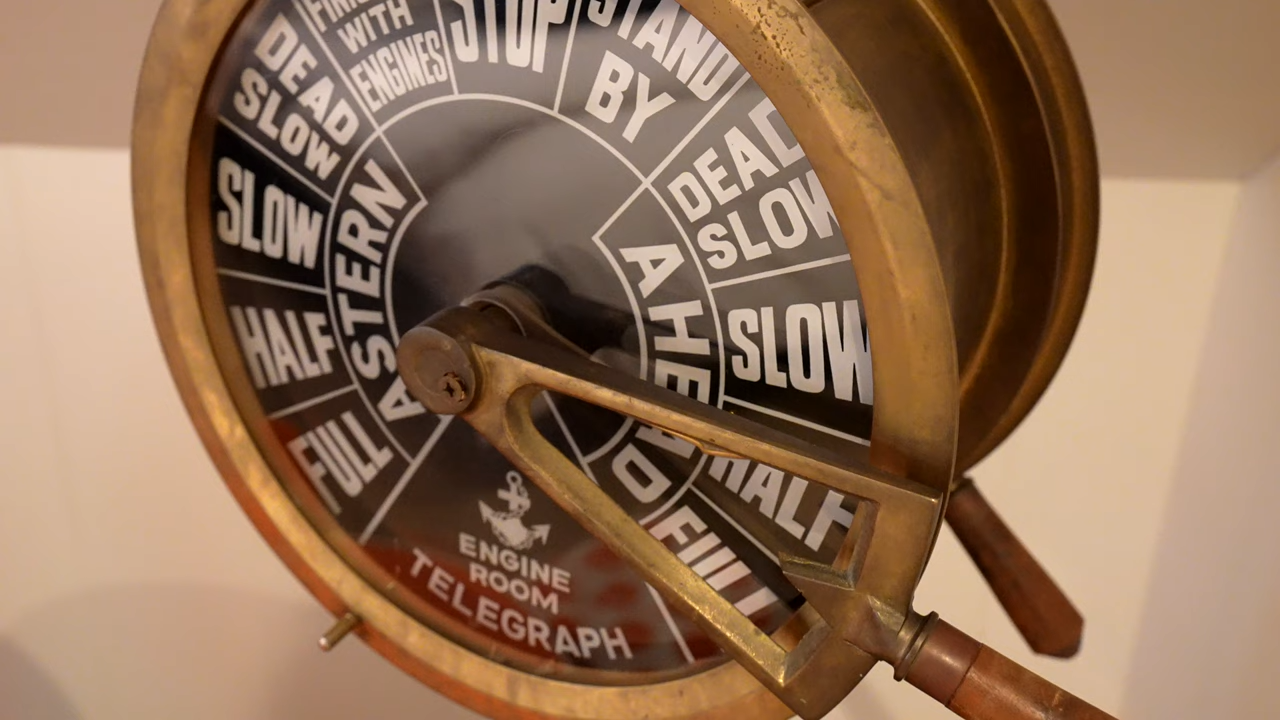 FINISHED
WITH
ENGINES
STOP
STAND
BY
DEAD
SLOW
SLOW
HALF
FULL
ASTERN
DEAD
SLOW
SLOW
HALF
FULL
AHEAD
ENGINE
ROOM
TELEGRAPH